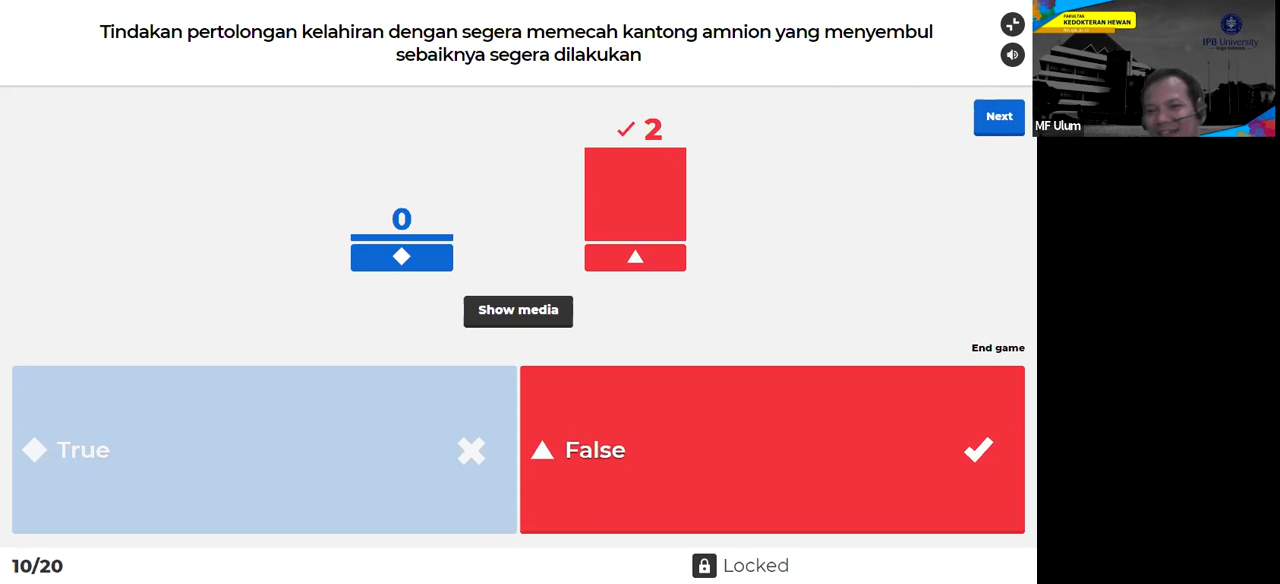 Tindakan pertolongan kelahiran dengan segera memecah kantong amnion yang menyembul
sebaiknya segera dilakukan
FAKULTAS
KEDOKTERAN HEWAN
IPB University
MF Ulum
Next
2
0
Show media
End game
True
False
10/20
Locked